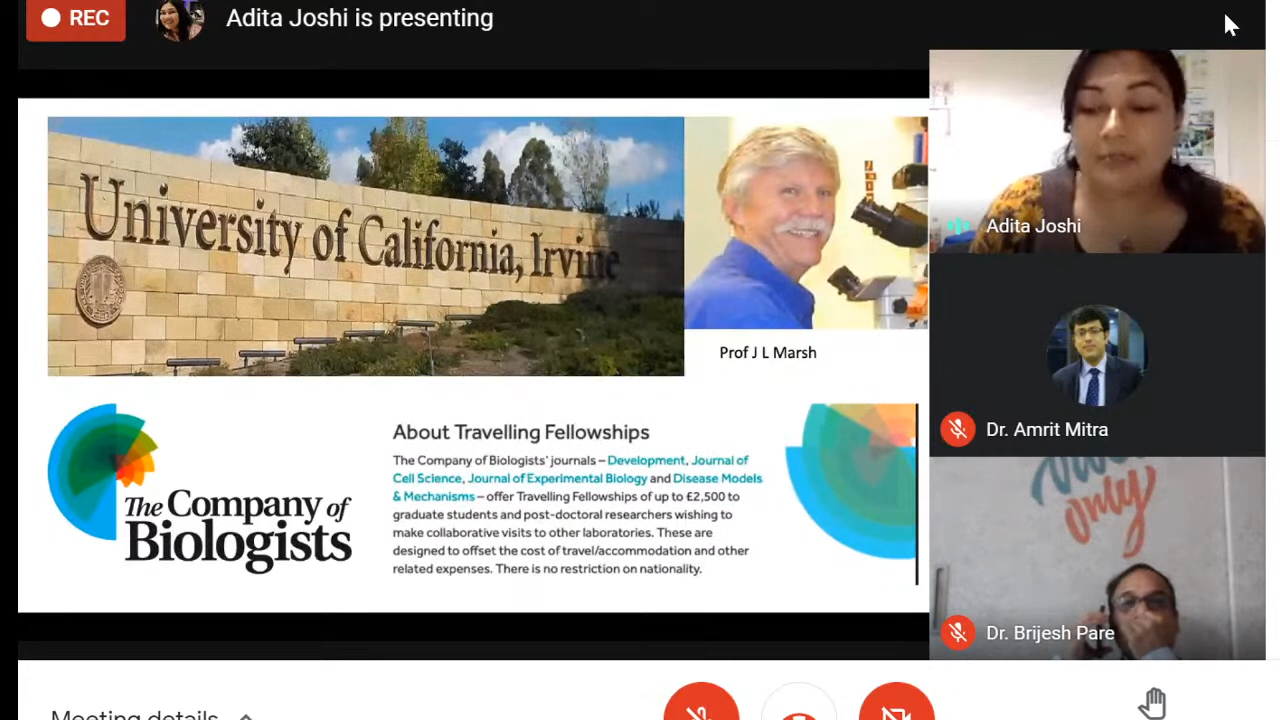 REC
Adita Joshi is presenting
University of California, Irvine
Prof J L Marsh
The Company of
Biologists
About Travelling Fellowships
The Company of Biologists' journals – Development, Journal of
Cell Science, Journal of Experimental Biology and Disease Models
& Mechanisms – offer Travelling Fellowships of up to £2,500 to
graduate students and post-doctoral researchers wishing to
make collaborative visits to other laboratories. These are
designed to offset the cost of travel/accommodation and other
related expenses. There is no restriction on nationality.
Adita Joshi
Dr. Amrit Mitra
only
Dr. Brijesh Pare
Meeting details